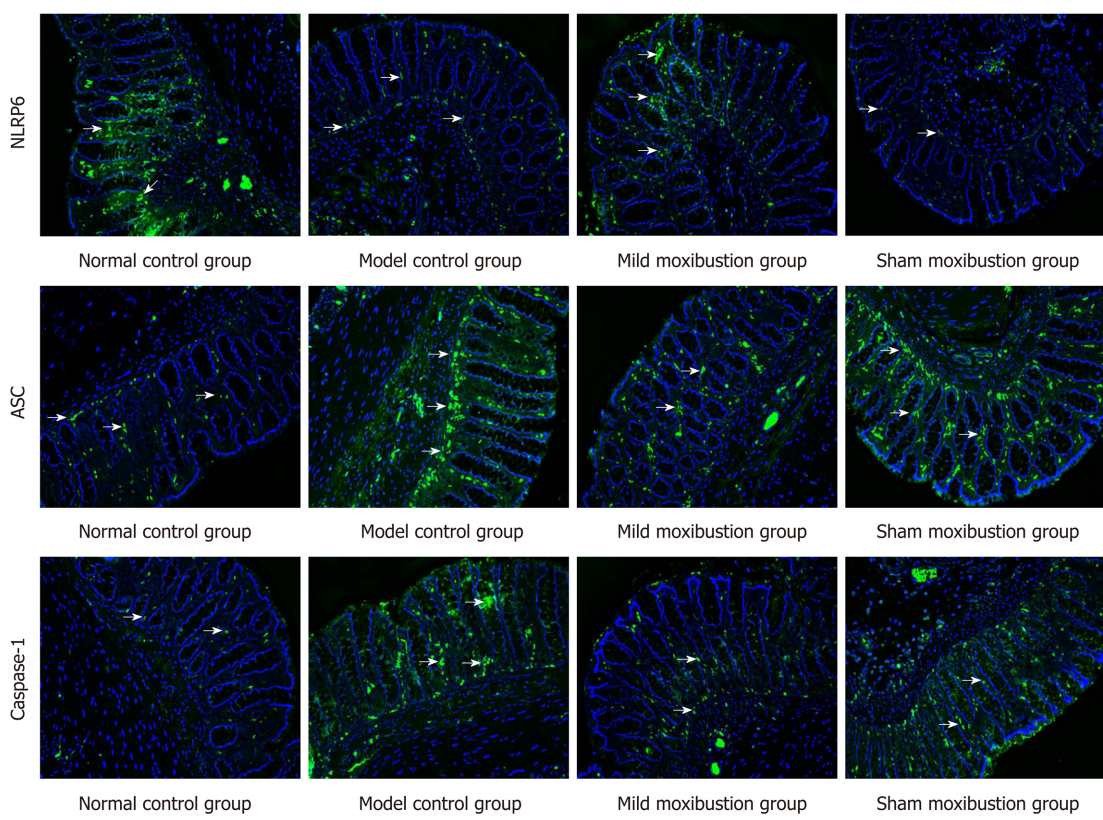 NLRP6
Normal control group
Model control group
Mild moxibustion group
Sham moxibustion group
ASC
Normal control group
Model control group
Mild moxibustion group
Sham moxibustion group
Caspase-1
Normal control group
Model control group
Mild moxibustion group
Sham moxibustion group